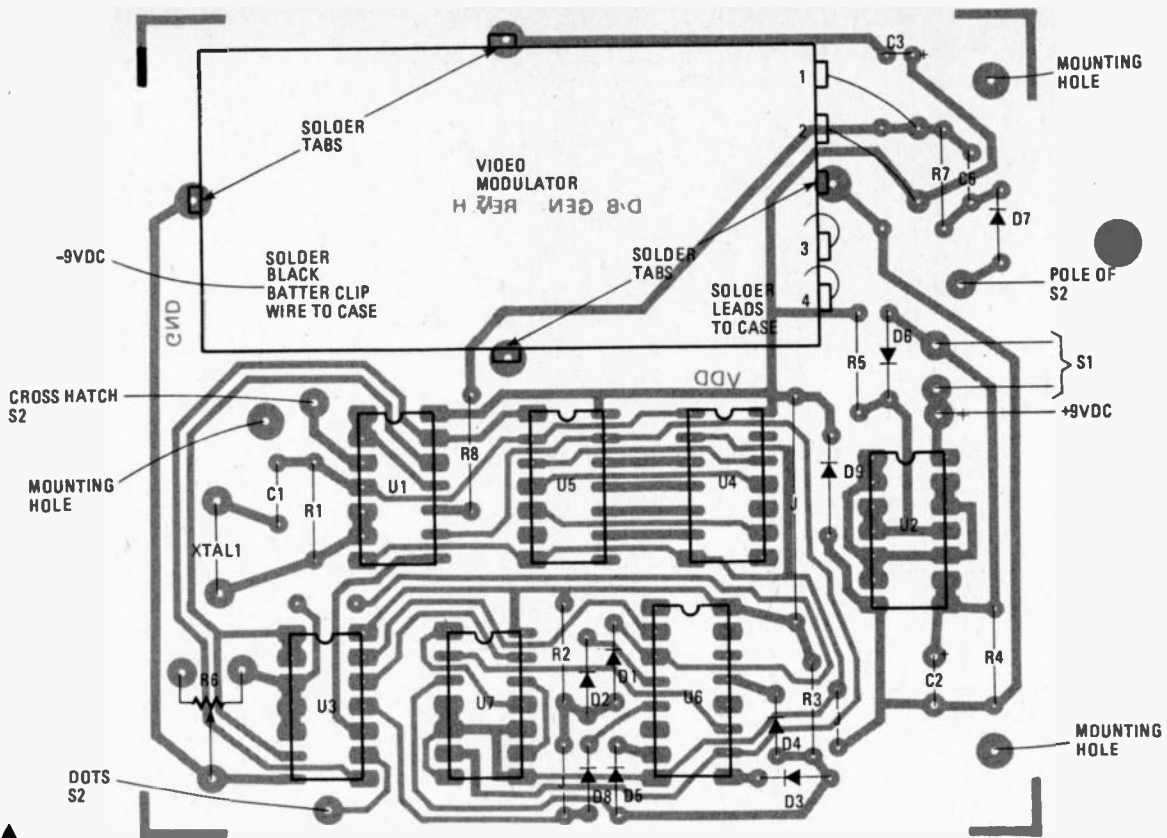 C3
+
MOUNTING
HOLE
1
SOLDER
TABS
2
VIDEO
MODULATOR
R7
C5
D·B GEN REV H
D7
-9VDC
SOLDER
BLACK
BATTER CLIP
WIRE TO CASE
SOLDER
TABS
3
SOLDER
LEADS
TO CASE
4
POLE OF
S2
GND
D6
R5
S1
VDD
CROSS HATCH
S2
+9VDC
+
MOUNTING
HOLE
C1
R1
U1
R8
U5
U4
J
D9
U2
XTAL1
R6
U3
U7
R2
D1
D2
U6
R3
J
D4
+
C2
R4
DOTS
S2
J
D8
D5
D3
MOUNTING
HOLE